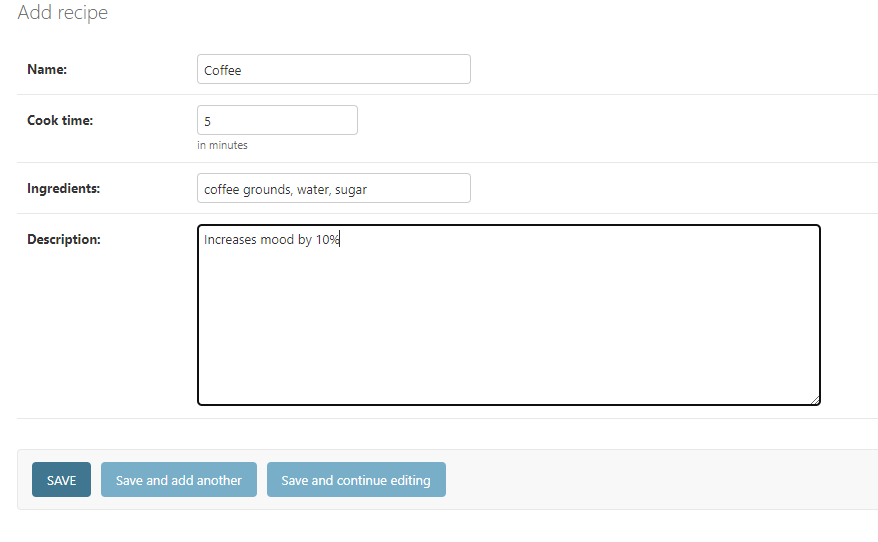 Add recipe
Name: Coffee
Cook time: 5
in minutes
Ingredients: coffee grounds, water, sugar
Description: Increases mood by 10%
SAVE Save and add another Save and continue editing